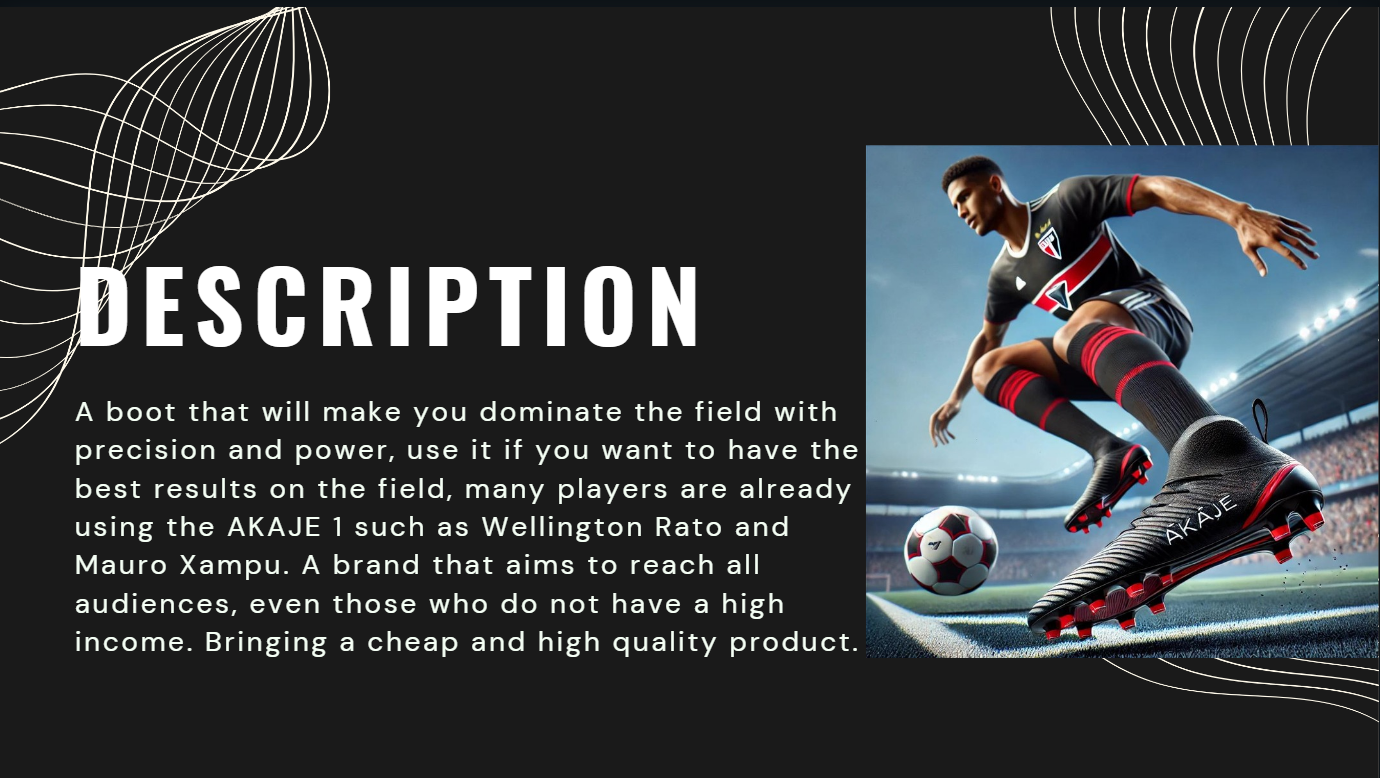 DESCRIPTION
A boot that will make you dominate the field with
precision and power, use it if you want to have the
best results on the field, many players are already
using the AKAJE 1 such as Wellington Rato and
Mauro Xampu. A brand that aims to reach all
audiences, even those who do not have a high
income. Bringing a cheap and high quality product.
ÃKÃJE